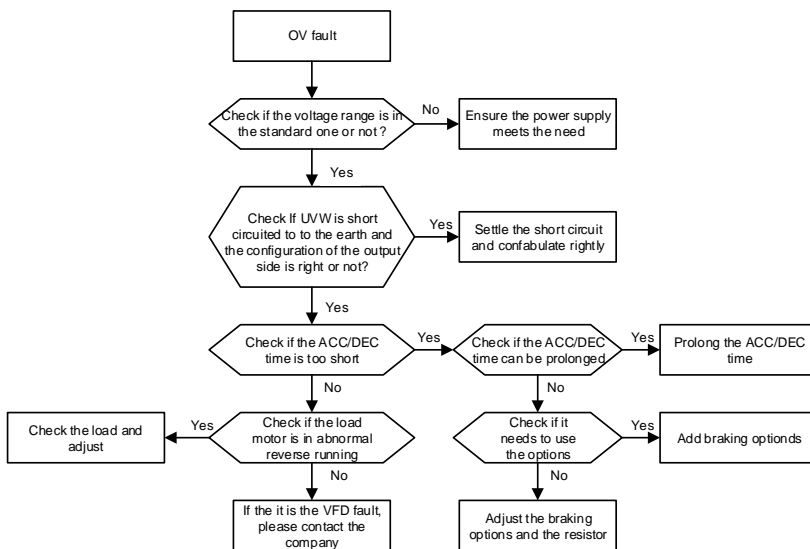 OV fault
Check if the voltage range is in
the standard one or not ?
No
Ensure the power supply
meets the need
Yes
Check If UVW is short
circuited to to the earth and
the configuration of the output
side is right or not?
Yes
Settle the short circuit
and confabulate rightly
Yes
Check if the ACC/DEC
time is too short
Yes
Check if the ACC/DEC
time can be prolonged
Yes
Prolong the ACC/DEC
time
No
No
Check the load and
adjust
Yes
Check if the load
motor is in abnormal
reverse running
Check if it
needs to use
the options
Yes
Add braking optionds
No
No
If the it is the VFD fault,
please contact the
company
Adjust the braking
options and the resistor